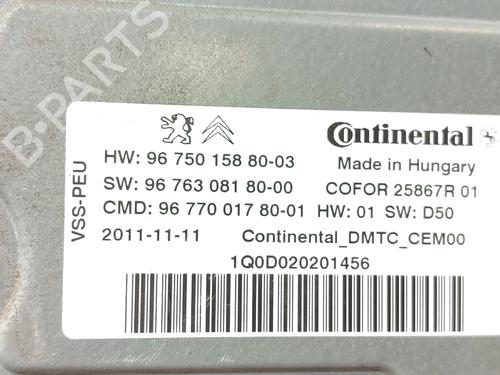 B-PARTS
Continental
HW: 96 750 158 80-03
Made in Hungary
SW: 96 763 081 80-00
COFOR 25867R 01
CMD: 96 770 017 80-01 HW: 01 SW: D50
2011-11-11 Continental_DMTC_CEM00
1Q0D020201456
VSS-PEU